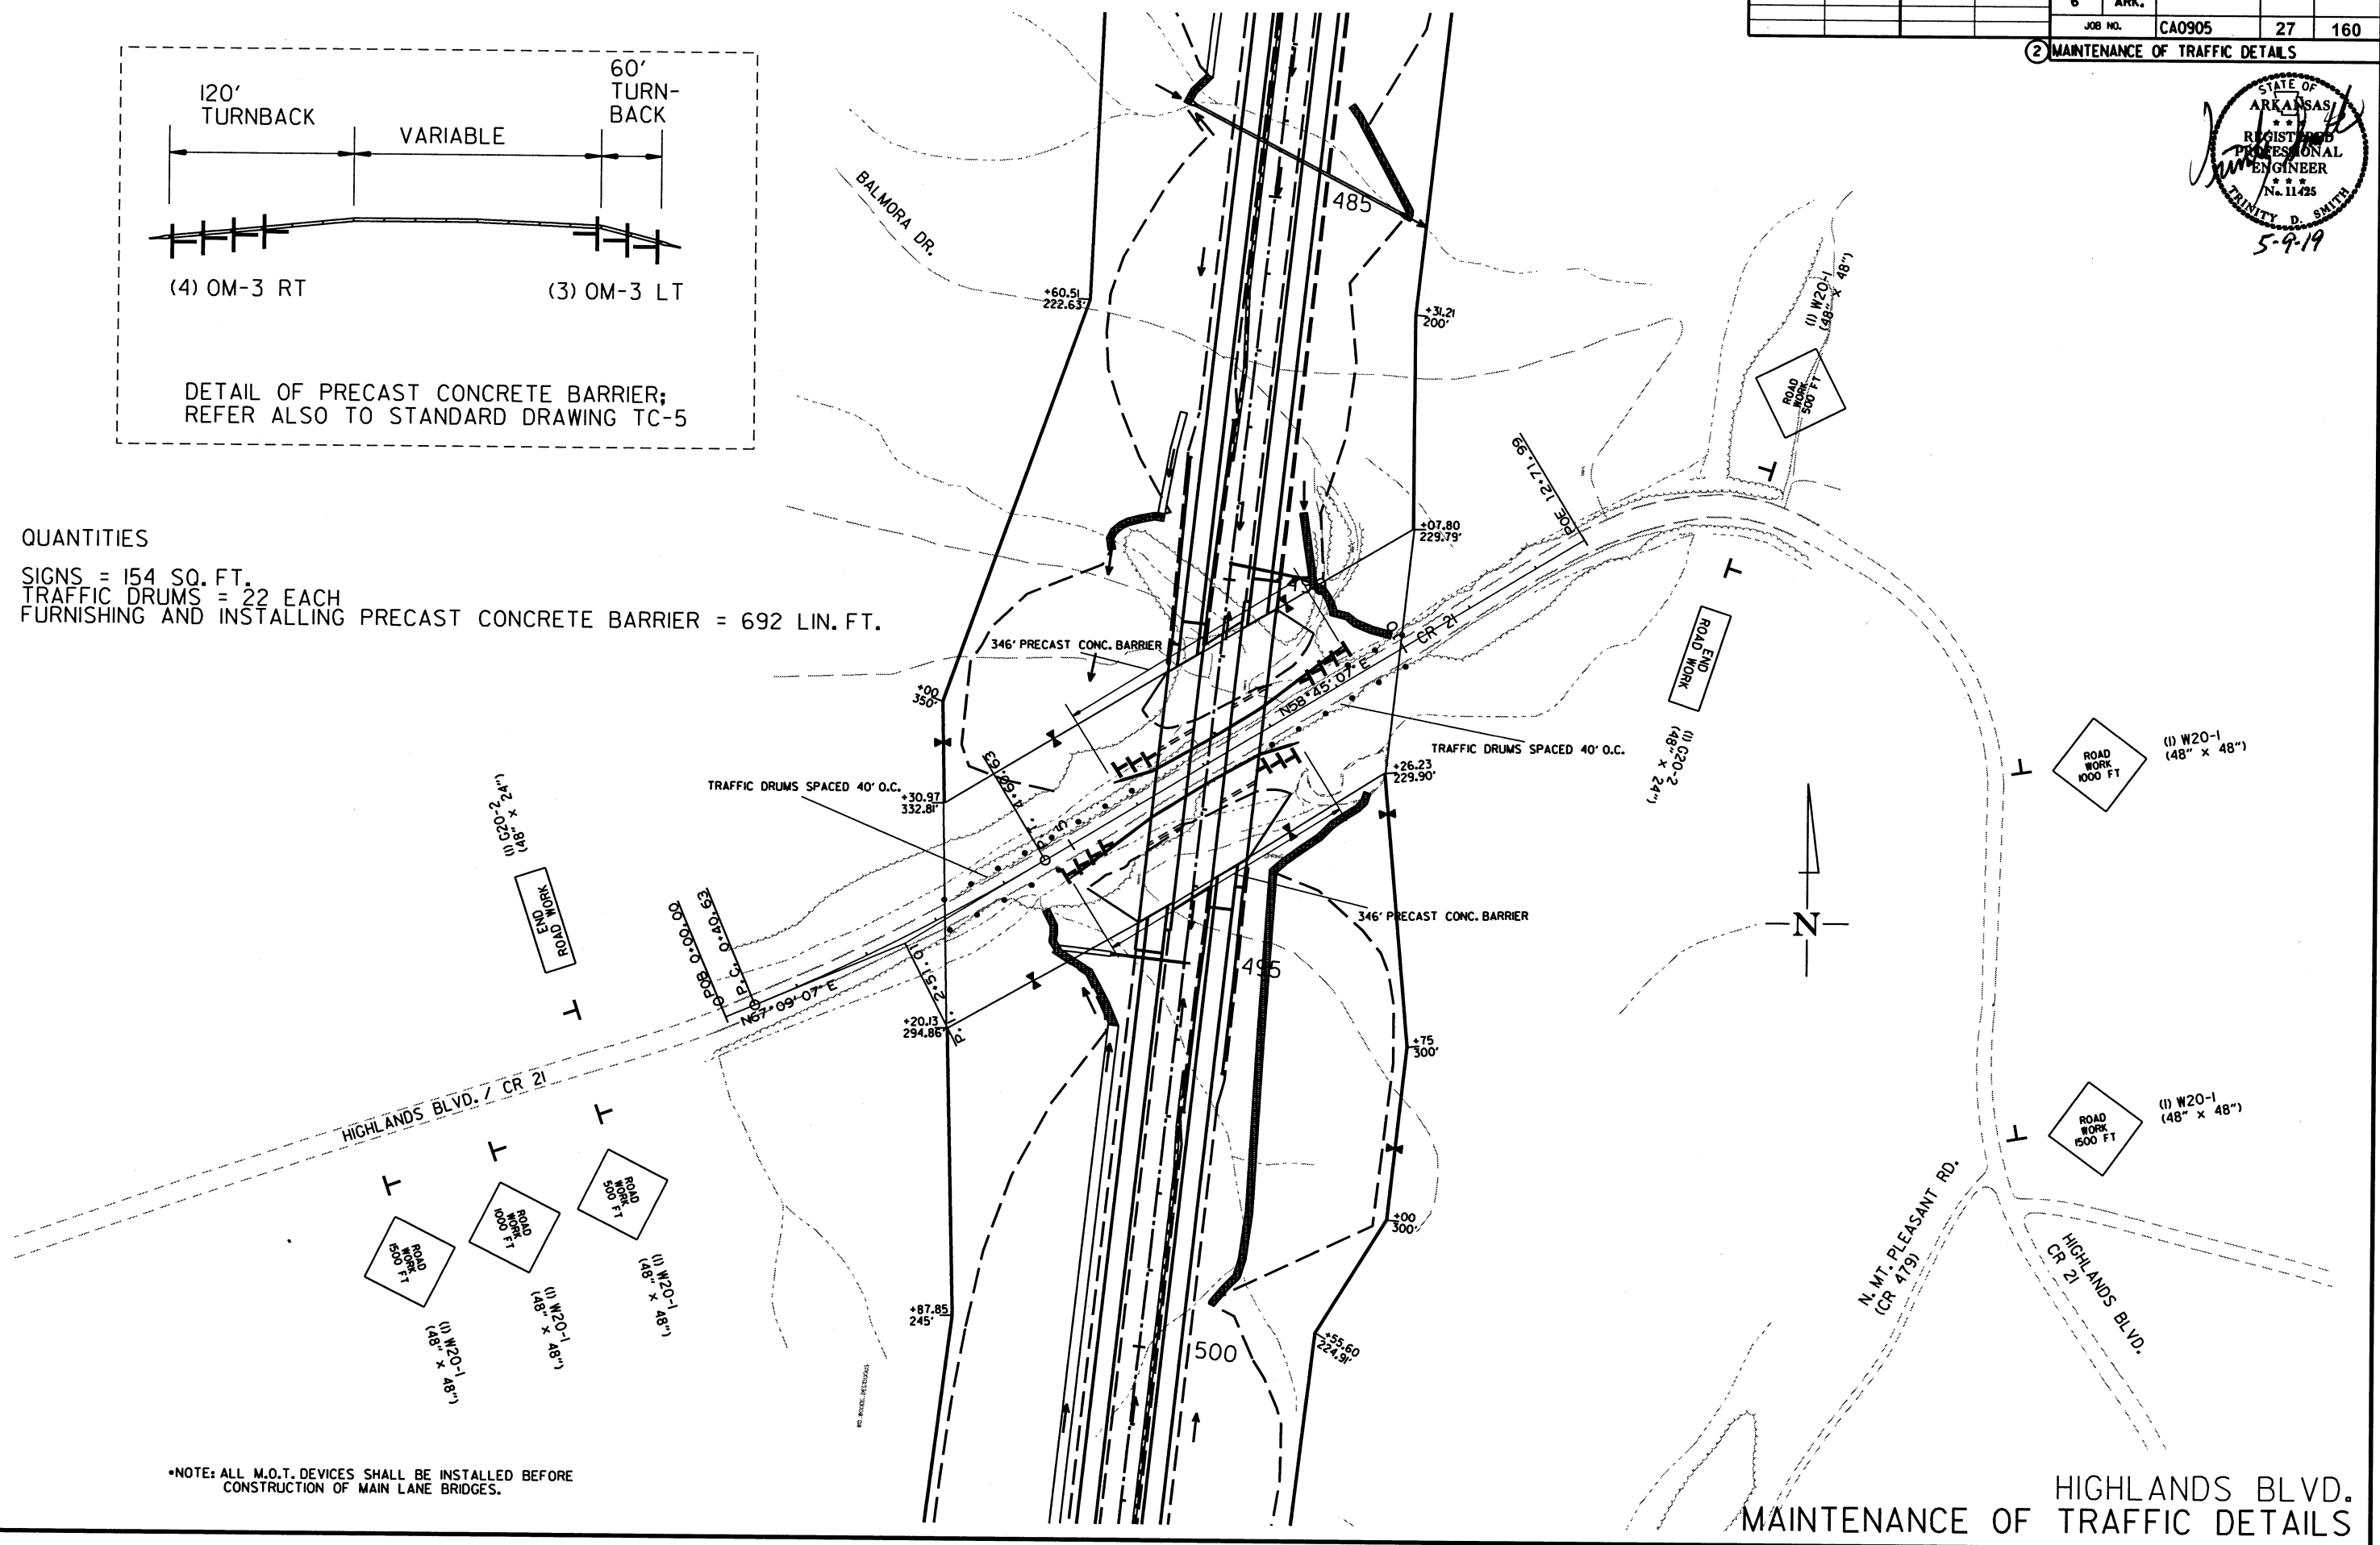 6 ARK.
JOB NO. CA0905 27 160
2 MAINTENANCE OF TRAFFIC DETAILS
STATE OF
ARKANSAS
* * *
REGISTERED
PROFESSIONAL
ENGINEER
* * *
No. 11425
TRINITY D. SMITH
5-9-19
120'
TURNBACK
VARIABLE
60'
TURN-
BACK
(4) OM-3 RT
(3) OM-3 LT
DETAIL OF PRECAST CONCRETE BARRIER;
REFER ALSO TO STANDARD DRAWING TC-5
QUANTITIES
SIGNS = 154 SQ. FT.
TRAFFIC DRUMS = 22 EACH
FURNISHING AND INSTALLING PRECAST CONCRETE BARRIER = 692 LIN. FT.
BALMORA DR.
485
+60.51
222.63'
+31.21
200'
(1) W20-1
(48" x 48")
ROAD
WORK
500 FT
POE 12+71.99
+07.80
229.79'
346' PRECAST CONC. BARRIER
CR 21
N58°45'07" E
END
ROAD WORK
(1) G20-2
(48" x 24")
+00
350'
TRAFFIC DRUMS SPACED 40' O.C.
TRAFFIC DRUMS SPACED 40' O.C.
P.T. 4+60.63
5
+30.97
332.81'
+26.23
229.90'
ROAD
WORK
1000 FT
(1) W20-1
(48" x 48")
(1) G20-2
(48" x 24")
END
ROAD WORK
POB 0+00.00
P.C. 0+40.63
N67°09'07" E
P.I. 2+51.01
346' PRECAST CONC. BARRIER
N
495
+20.13
294.86'
+75
300'
HIGHLANDS BLVD. / CR 21
ROAD
WORK
1500 FT
(1) W20-1
(48" x 48")
ROAD
WORK
500 FT
(1) W20-1
(48" x 48")
ROAD
WORK
1000 FT
(1) W20-1
(48" x 48")
ROAD
WORK
1500 FT
(1) W20-1
(48" x 48")
+00
300'
N. MT. PLEASANT RD.
(CR 479)
HIGHLANDS BLVD.
CR 21
+87.85
245'
500
+55.60
224.91'
*NOTE: ALL M.O.T. DEVICES SHALL BE INSTALLED BEFORE
CONSTRUCTION OF MAIN LANE BRIDGES.
HIGHLANDS BLVD.
MAINTENANCE OF TRAFFIC DETAILS